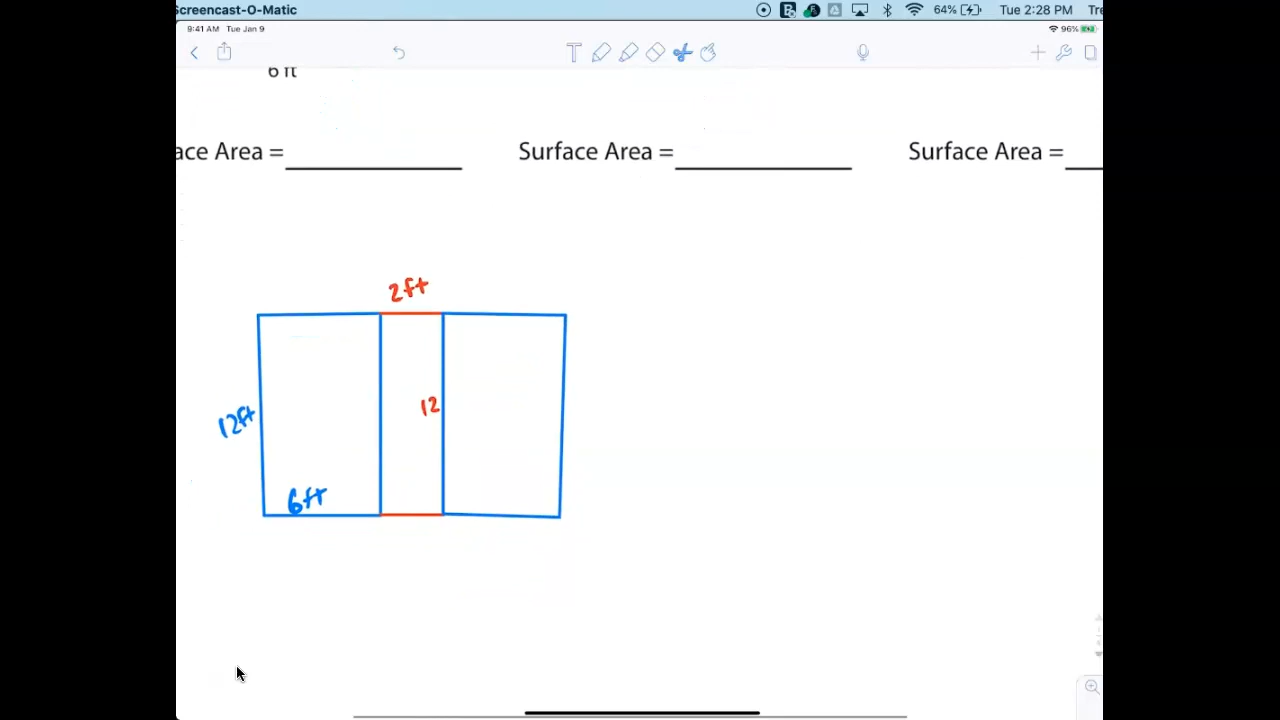 Screencast-O-Matic 64% Tue 2:28 PM Tre
9:41 AM Tue Jan 9 96%
T
6 ft
ace Area = Surface Area = Surface Area =
2ft
12
12ft
6ft